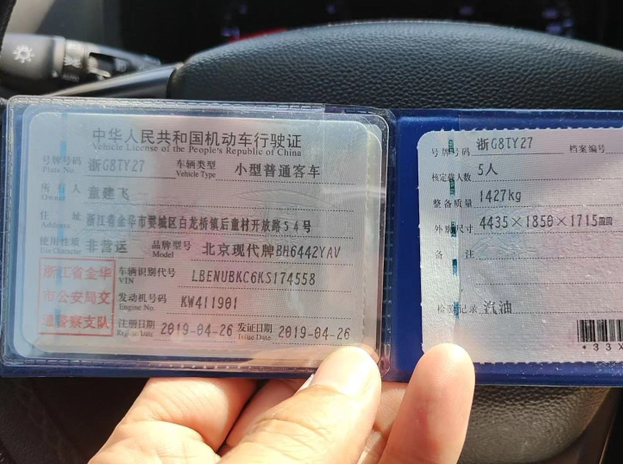 中华人民共和国机动车行驶证
Vehicle License of the People's Republic of China
号牌号码 浙G8TY27 车辆类型 小型普通客车
Plate No. Vehicle Type
所有人 童建飞
Owner
住址 浙江省金华市婺城区白龙桥镇后童村开放路54号
Address
使用性质 非营运 品牌型号 北京现代牌BH6442YAV
Use Character Model
浙江省金华
市公安局交
通警察支队
车辆识别代号 LBENUBKC6KS174558
VIN
发动机号码 KW411901
Engine No.
注册日期 2019-04-26 发证日期 2019-04-26
Register Date Issue Date
号牌号码 浙G8TY27 档案编号
核定载人数 5人
整备质量 1427kg
外廓尺寸 4435×1850×1715mm
备注
检验记录 汽油
*33X